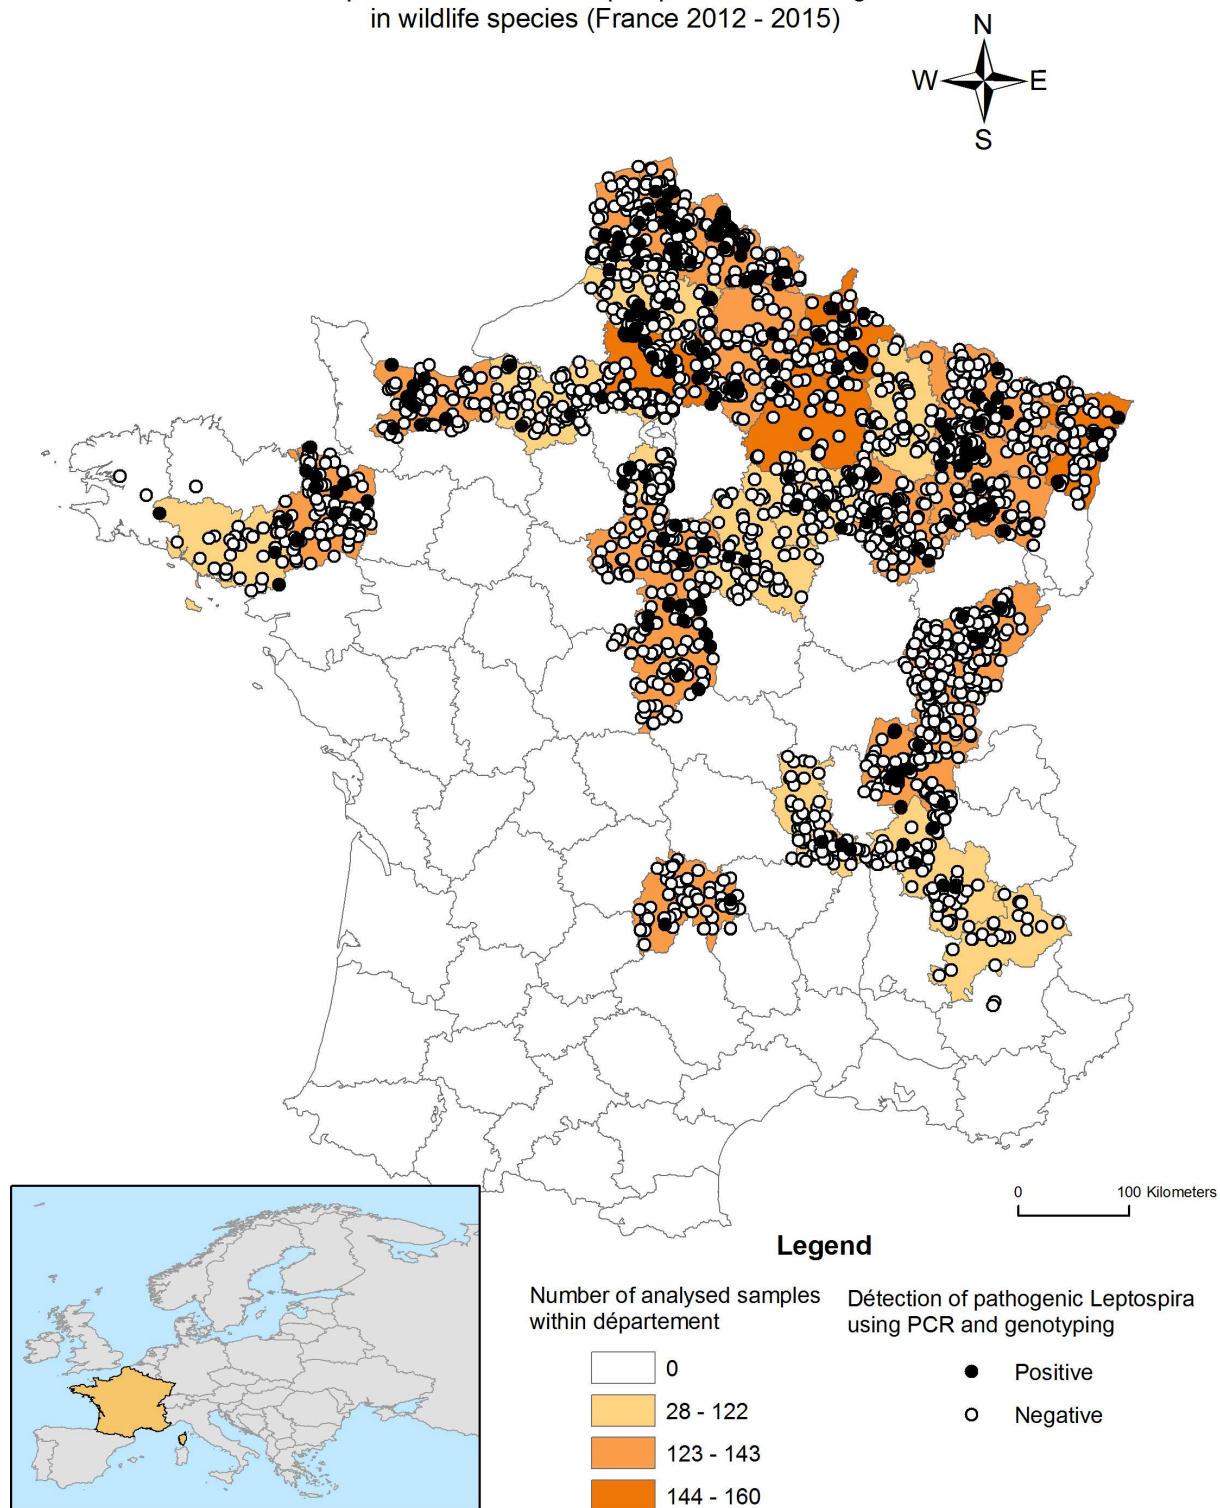 in wildlife species (France 2012 - 2015)
N
W E
S
0 100 Kilometers
Legend
Number of analysed samples
within département
0
28 - 122
123 - 143
144 - 160
Détection of pathogenic Leptospira
using PCR and genotyping
Positive
Negative